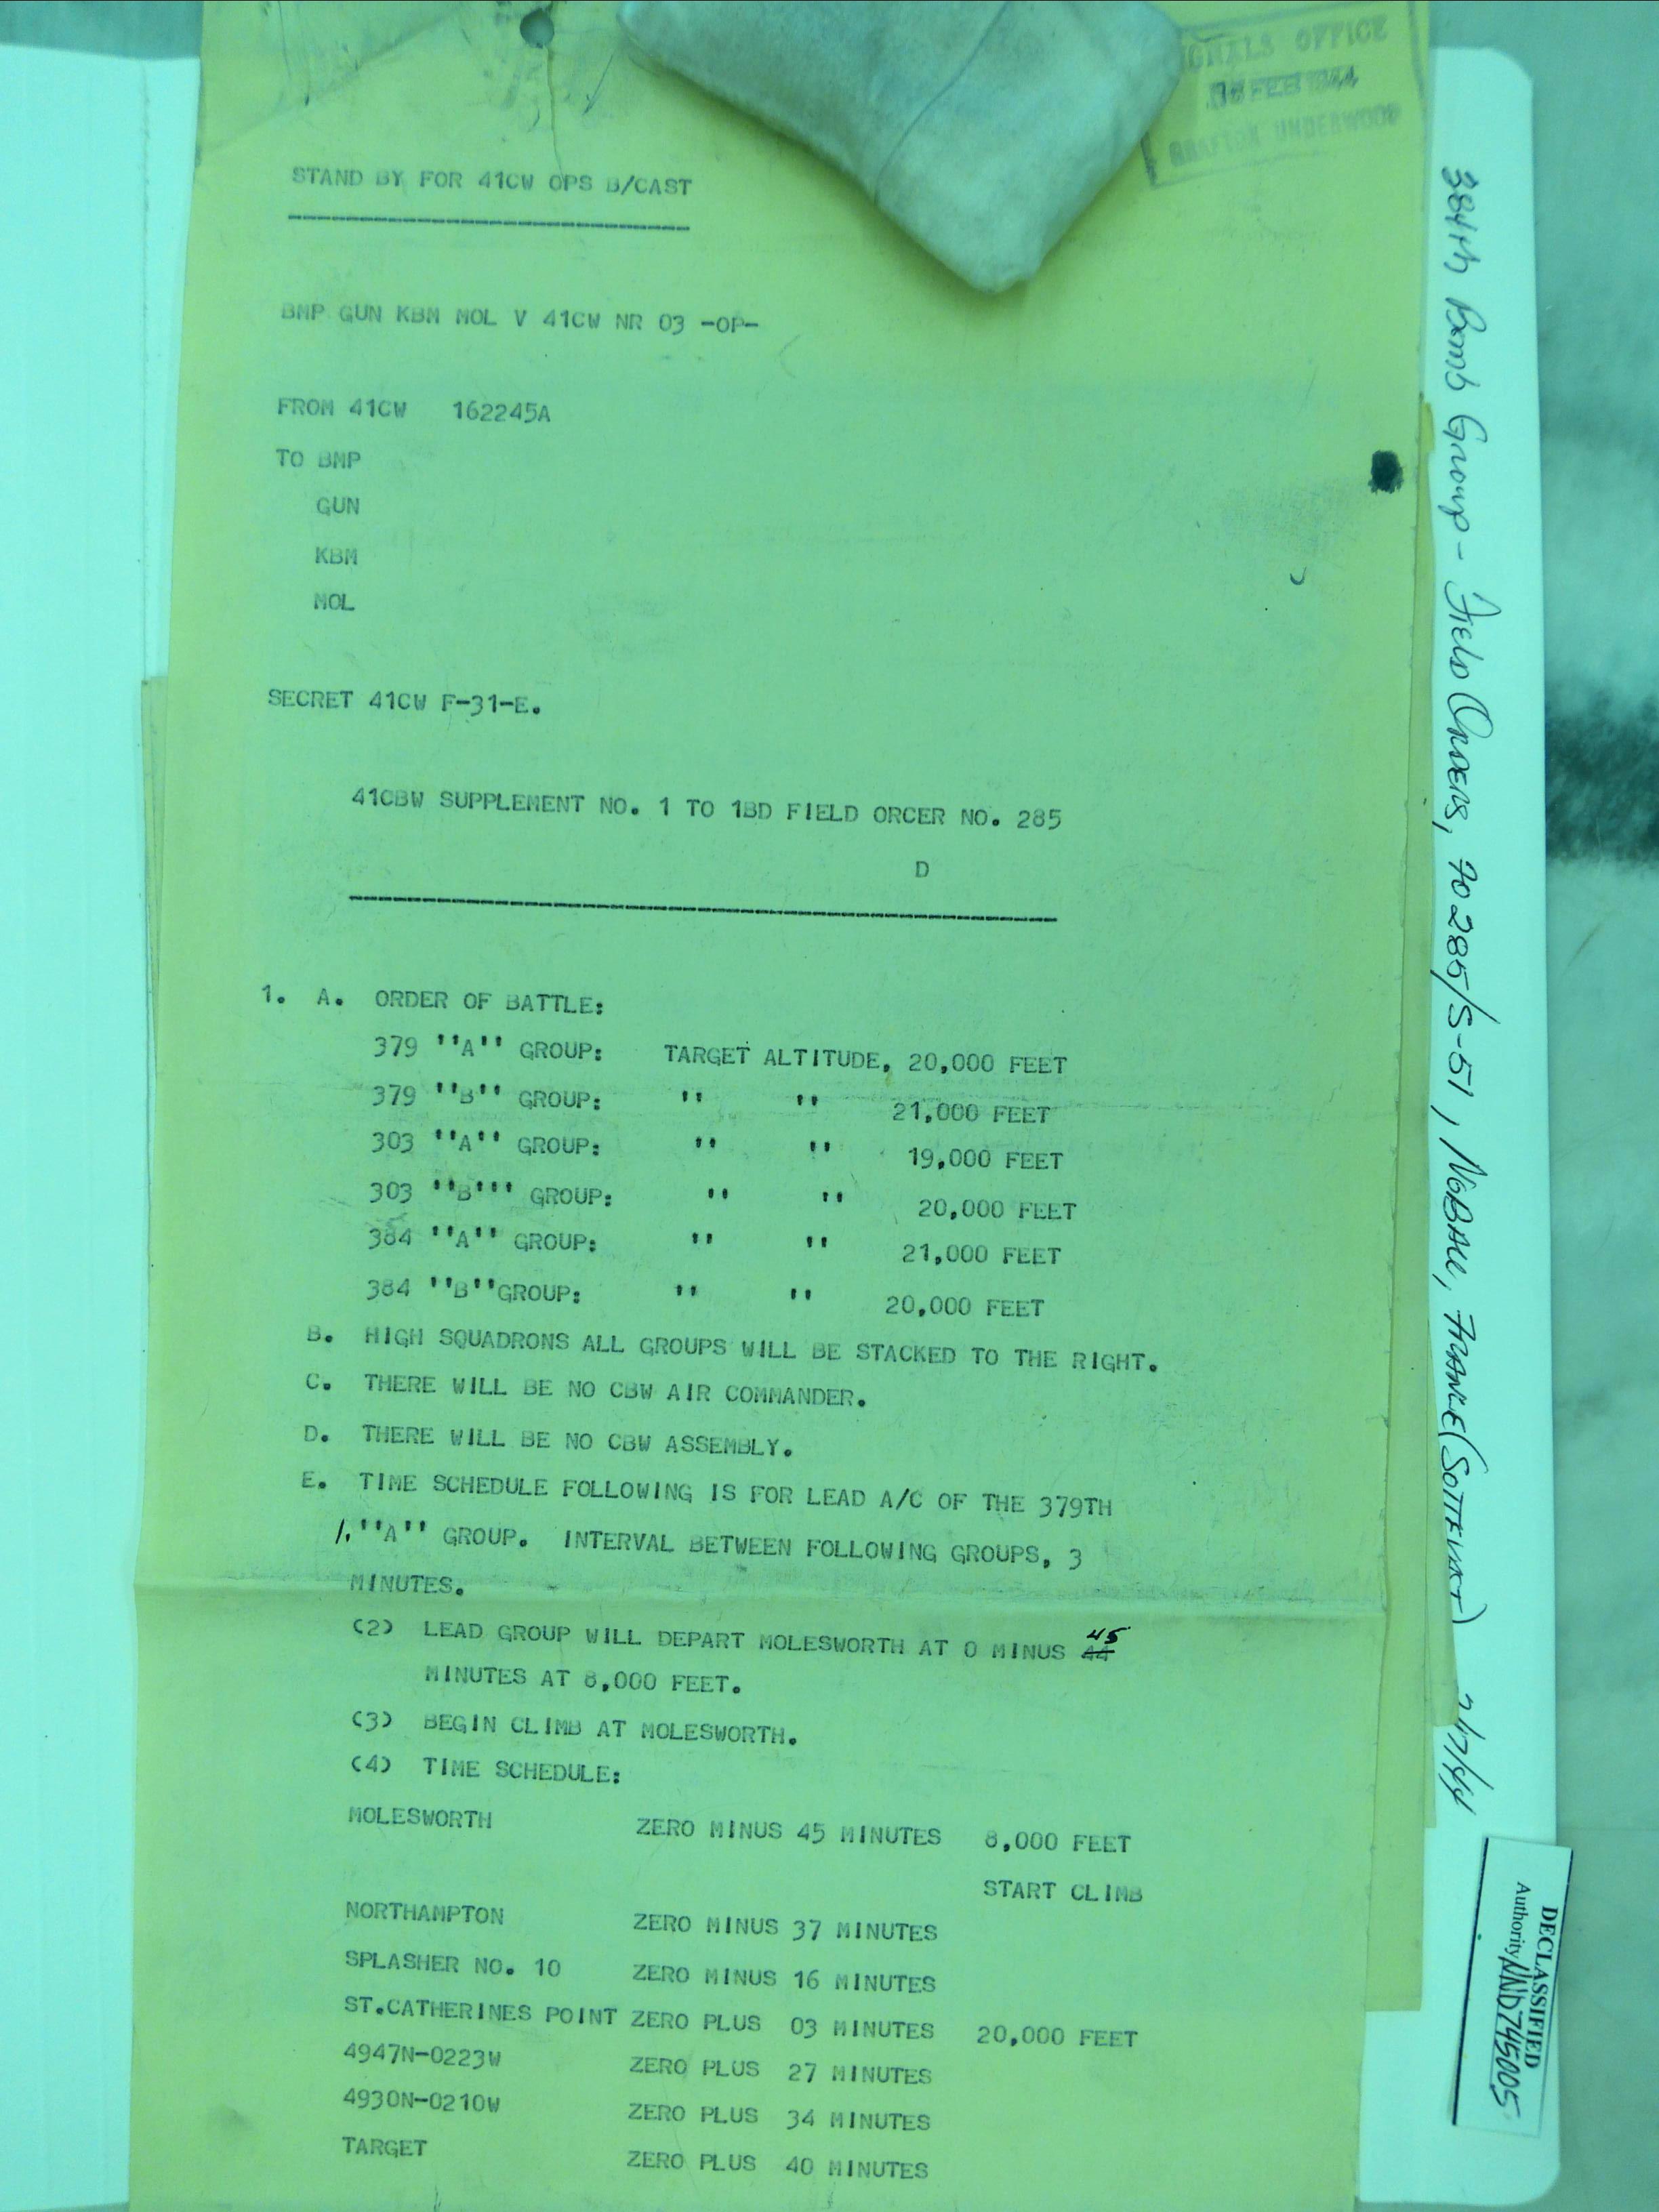 STAND BY FOR 41CW OPS B/CAST
BMP GUN KBM MOL V 41CW NR 03 -OP-
FROM 41CW 162245A
TO BMP
GUN
KBM
MOL
SECRET 41CW F-31-E.
41CBW SUPPLEMENT NO. 1 TO 1BD FIELD ORCER NO. 285
D
1. A. ORDER OF BATTLE:
379 ''A'' GROUP: TARGET ALTITUDE, 20,000 FEET
379 ''B'' GROUP: '' '' 21,000 FEET
303 ''A'' GROUP: '' '' 19,000 FEET
303 ''B''' GROUP: '' '' 20,000 FEET
384 ''A'' GROUP: '' '' 21,000 FEET
384 ''B''GROUP: '' '' 20,000 FEET
B. HIGH SQUADRONS ALL GROUPS WILL BE STACKED TO THE RIGHT.
C. THERE WILL BE NO CBW AIR COMMANDER.
D. THERE WILL BE NO CBW ASSEMBLY.
E. TIME SCHEDULE FOLLOWING IS FOR LEAD A/C OF THE 379TH
1. ''A'' GROUP. INTERVAL BETWEEN FOLLOWING GROUPS, 3
MINUTES.
(2) LEAD GROUP WILL DEPART MOLESWORTH AT 0 MINUS 44 45
MINUTES AT 8,000 FEET.
(3) BEGIN CLIMB AT MOLESWORTH.
(4) TIME SCHEDULE:
MOLESWORTH ZERO MINUS 45 MINUTES 8,000 FEET
START CLIMB
NORTHAMPTON ZERO MINUS 37 MINUTES
SPLASHER NO. 10 ZERO MINUS 16 MINUTES
ST.CATHERINES POINT ZERO PLUS 03 MINUTES 20,000 FEET
4947N-0223W ZERO PLUS 27 MINUTES
4930N-0210W ZERO PLUS 34 MINUTES
TARGET ZERO PLUS 40 MINUTES
OFFICE
FEB 1944
GRAFTON UNDERWOOD
384th Bomb Group - Field Orders, FO 285/S-51, NOBALL, FRANCE (SOTTEVAST) 2/17/44
DECLASSIFIED
Authority NND745005